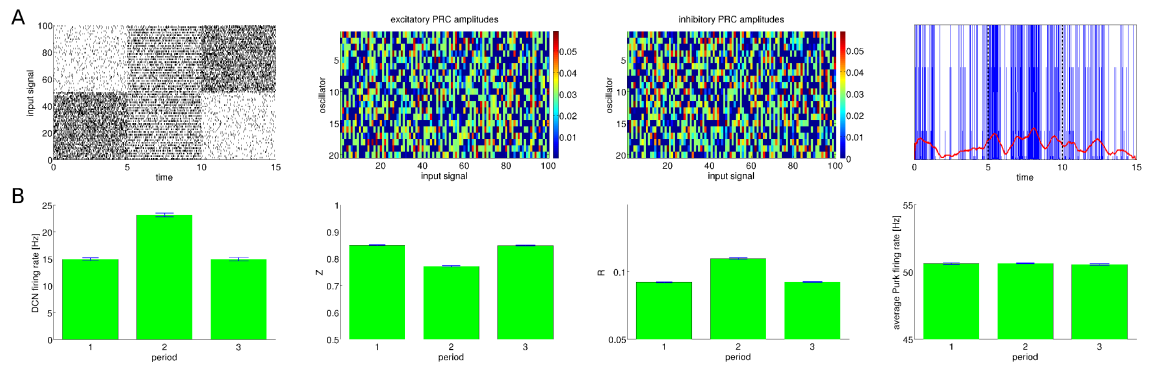 A
100
80
60
40
20
0
input signal
0 5 10 15
time
excitatory PRC amplitudes
oscillator
5
10
15
20
20 40 60 80 100
input signal
0.05
0.04
0.03
0.02
0.01
inhibitory PRC amplitudes
oscillator
5
10
15
20
20 40 60 80 100
input signal
0.05
0.04
0.03
0.02
0.01
0
0 5 10 15
time
B
DCN firing rate [Hz]
25
20
15
10
5
0
1 2 3
period
Z
1
0.9
0.8
0.7
0.6
0.5
1 2 3
period
R
0.1
0.05
1 2 3
period
average Purk firing rate [Hz]
55
50
45
1 2 3
period